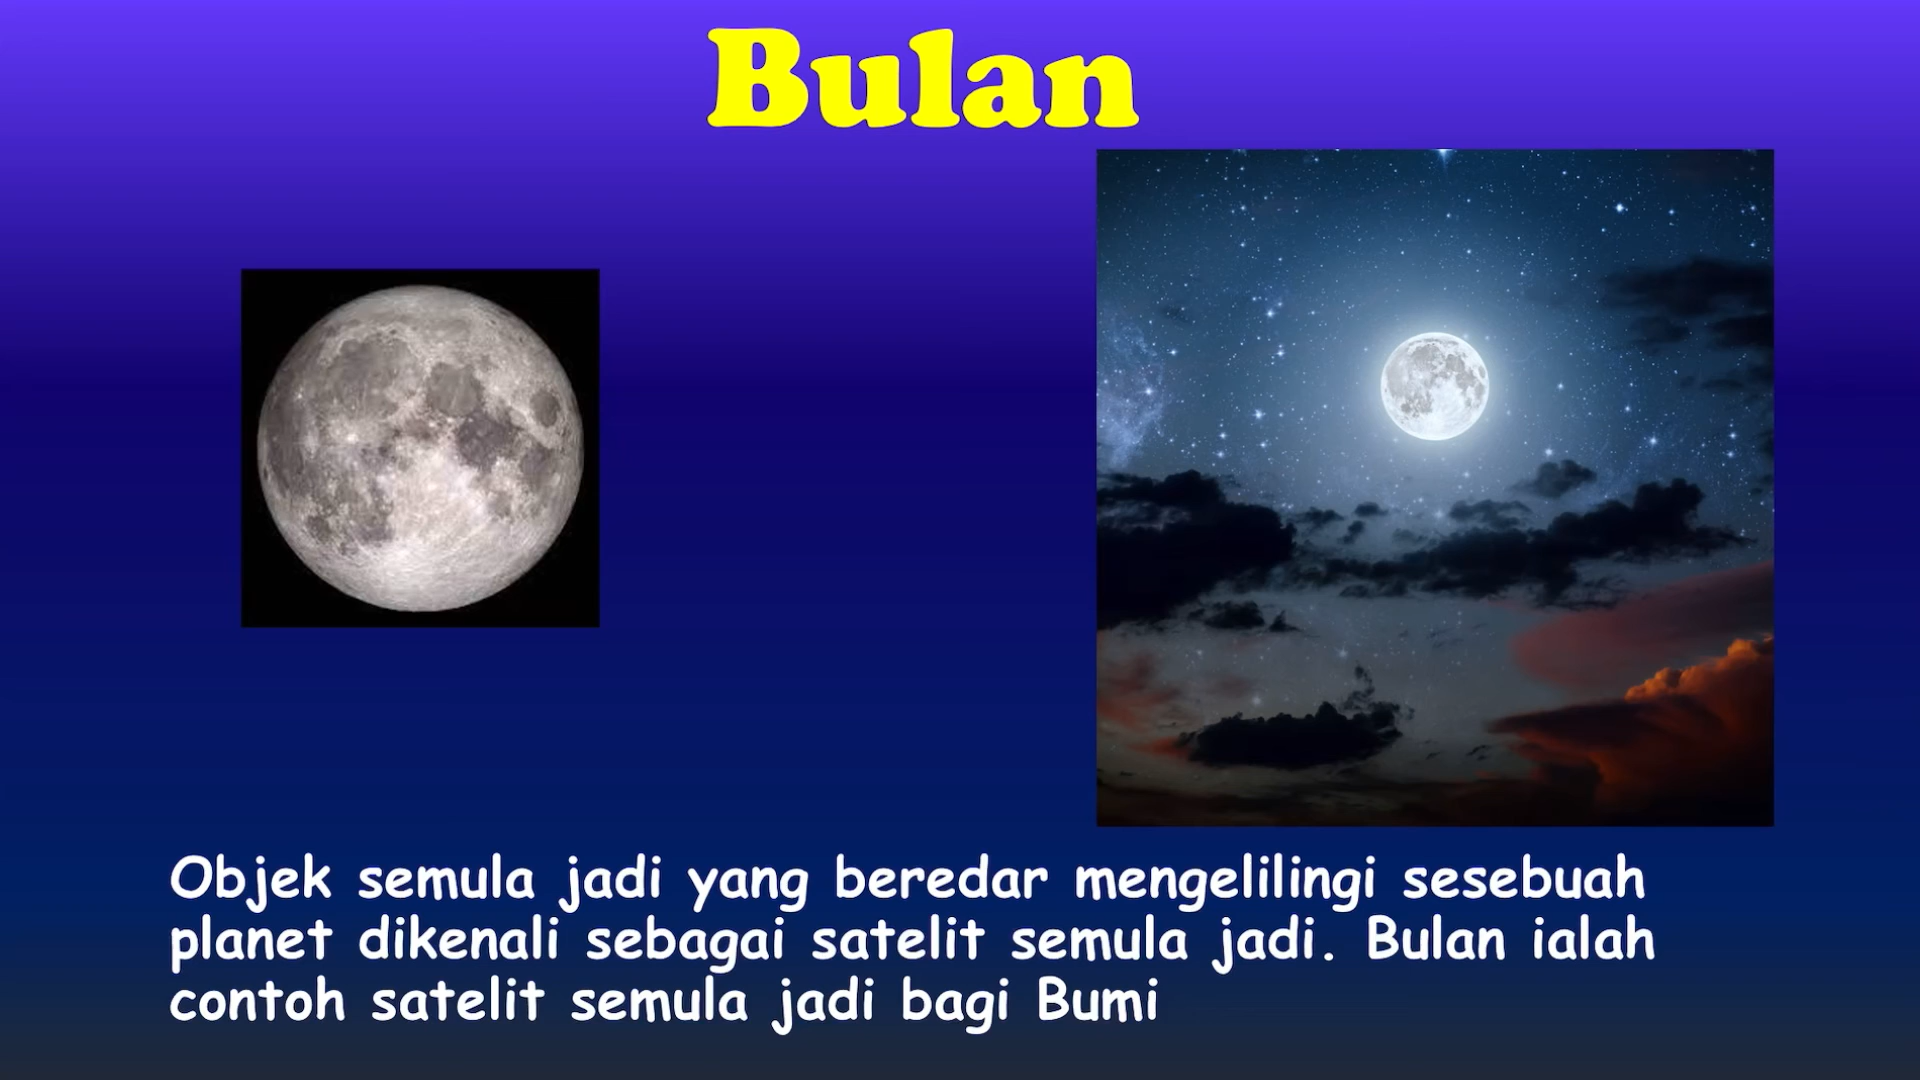 Bulan
Objek semula jadi yang beredar mengelilingi sesebuah
planet dikenali sebagai satelit semula jadi. Bulan ialah
contoh satelit semula jadi bagi Bumi